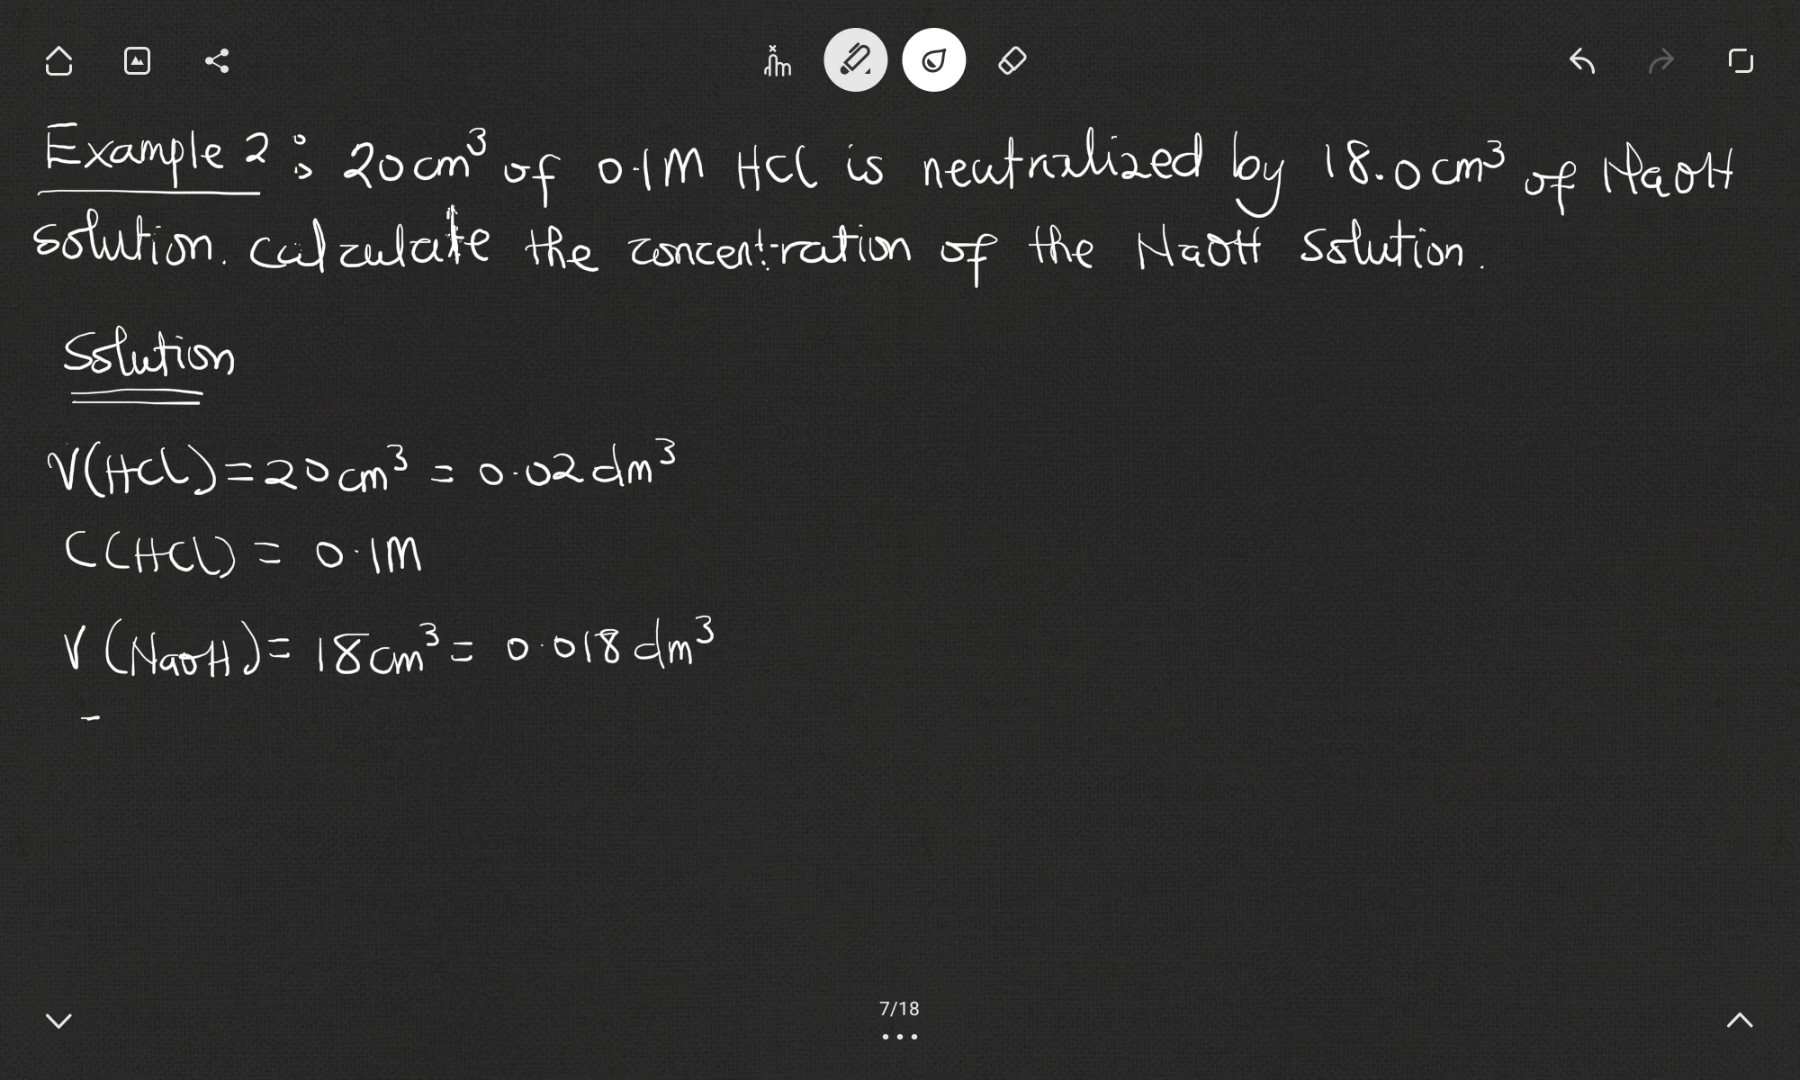 Example 2: 20cm³ of 0.1M HCl is neutralized by 18.0cm³ of NaOH
solution. Calculate the concentration of the NaOH solution.
Solution
V(HCl) = 20cm³ = 0.02dm³
C(HCl) = 0.1M
V(NaOH) = 18cm³ = 0.018dm³
7/18